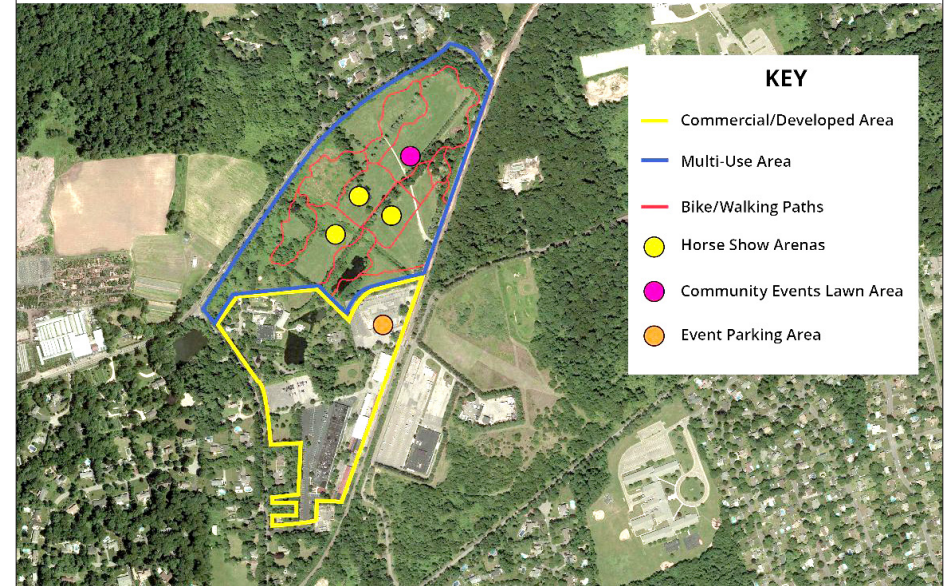 KEY
Commercial/Developed Area
Multi-Use Area
Bike/Walking Paths
Horse Show Arenas
Community Events Lawn Area
Event Parking Area